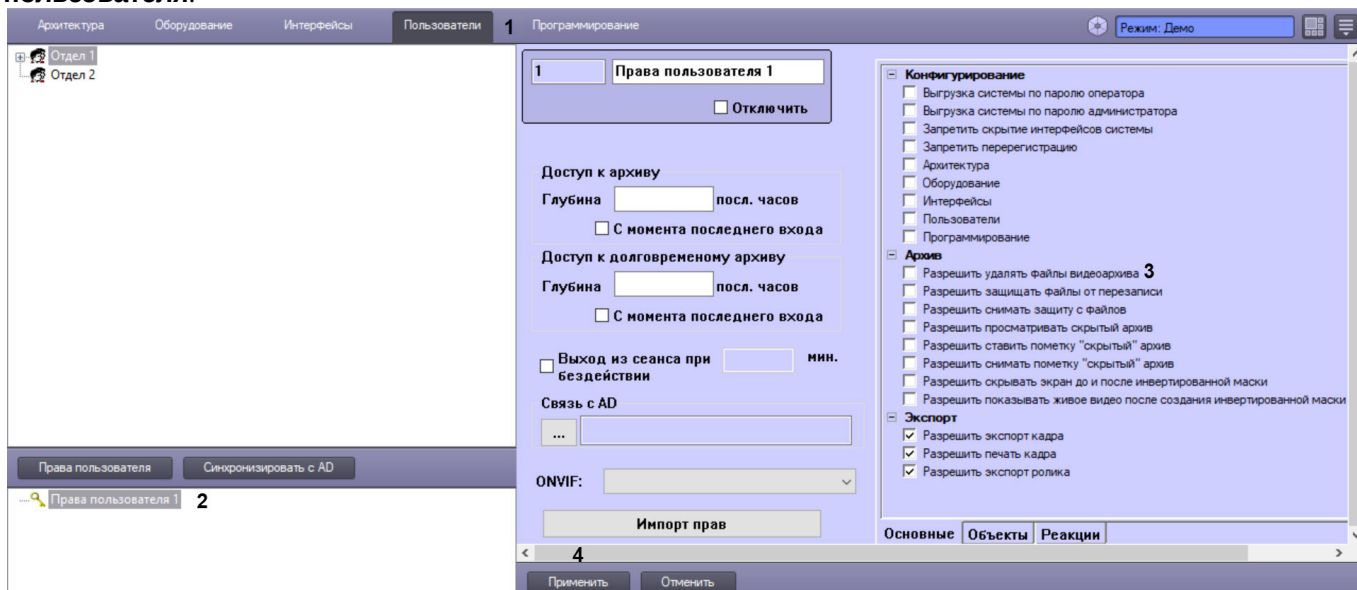 пользователя.
Архитектура Оборудование Интерфейсы Пользователи 1 Программирование Режим: Демо
Отдел 1
Отдел 2
1 Права пользователя 1
Отключить
Доступ к архиву
Глубина посл. часов
С момента последнего входа
Доступ к долговременому архиву
Глубина посл. часов
С момента последнего входа
Выход из сеанса при бездействии мин.
Связь с AD
...
ONVIF:
Импорт прав
Конфигурирование
Выгрузка системы по паролю оператора
Выгрузка системы по паролю администратора
Запретить скрытие интерфейсов системы
Запретить перерегистрацию
Архитектура
Оборудование
Интерфейсы
Пользователи
Программирование
Архив
Разрешить удалять файлы видеоархива 3
Разрешить защищать файлы от перезаписи
Разрешить снимать защиту с файлов
Разрешить просматривать скрытый архив
Разрешить ставить пометку "скрытый" архив
Разрешить снимать пометку "скрытый" архив
Разрешить скрывать экран до и после инвертированной маски
Разрешить показывать живое видео после создания инвертированной маски
Экспорт
Разрешить экспорт кадра
Разрешить печать кадра
Разрешить экспорт ролика
Основные Объекты Реакции
Права пользователя Синхронизировать с AD
Права пользователя 1 2
4
Применить Отменить